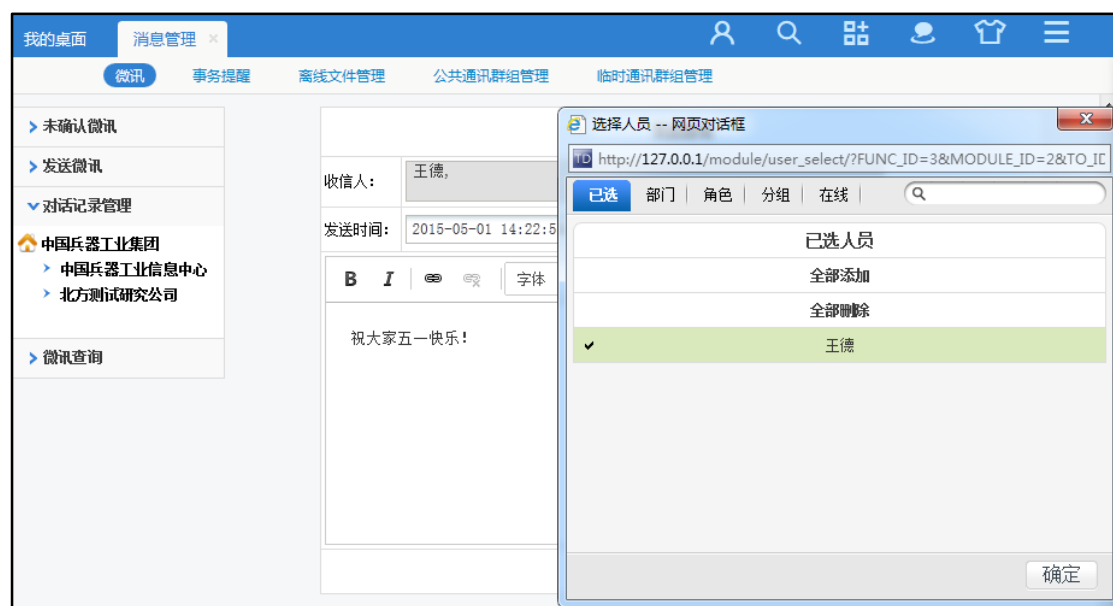 我的桌面 消息管理 ×
微讯 事务提醒 离线文件管理 公共通讯群组管理 临时通讯群组管理
未确认微讯
发送微讯
对话记录管理
中国兵器工业集团
中国兵器工业信息中心
北方测试研究公司
微讯查询
收信人: 王德,
发送时间: 2015-05-01 14:22:5
B I 字体
祝大家五一快乐!
选择人员 -- 网页对话框
TD http://127.0.0.1/module/user_select/?FUNC_ID=3&MODULE_ID=2&TO_ID
已选 部门 角色 分组 在线
已选人员
全部添加
全部删除
王德
确定